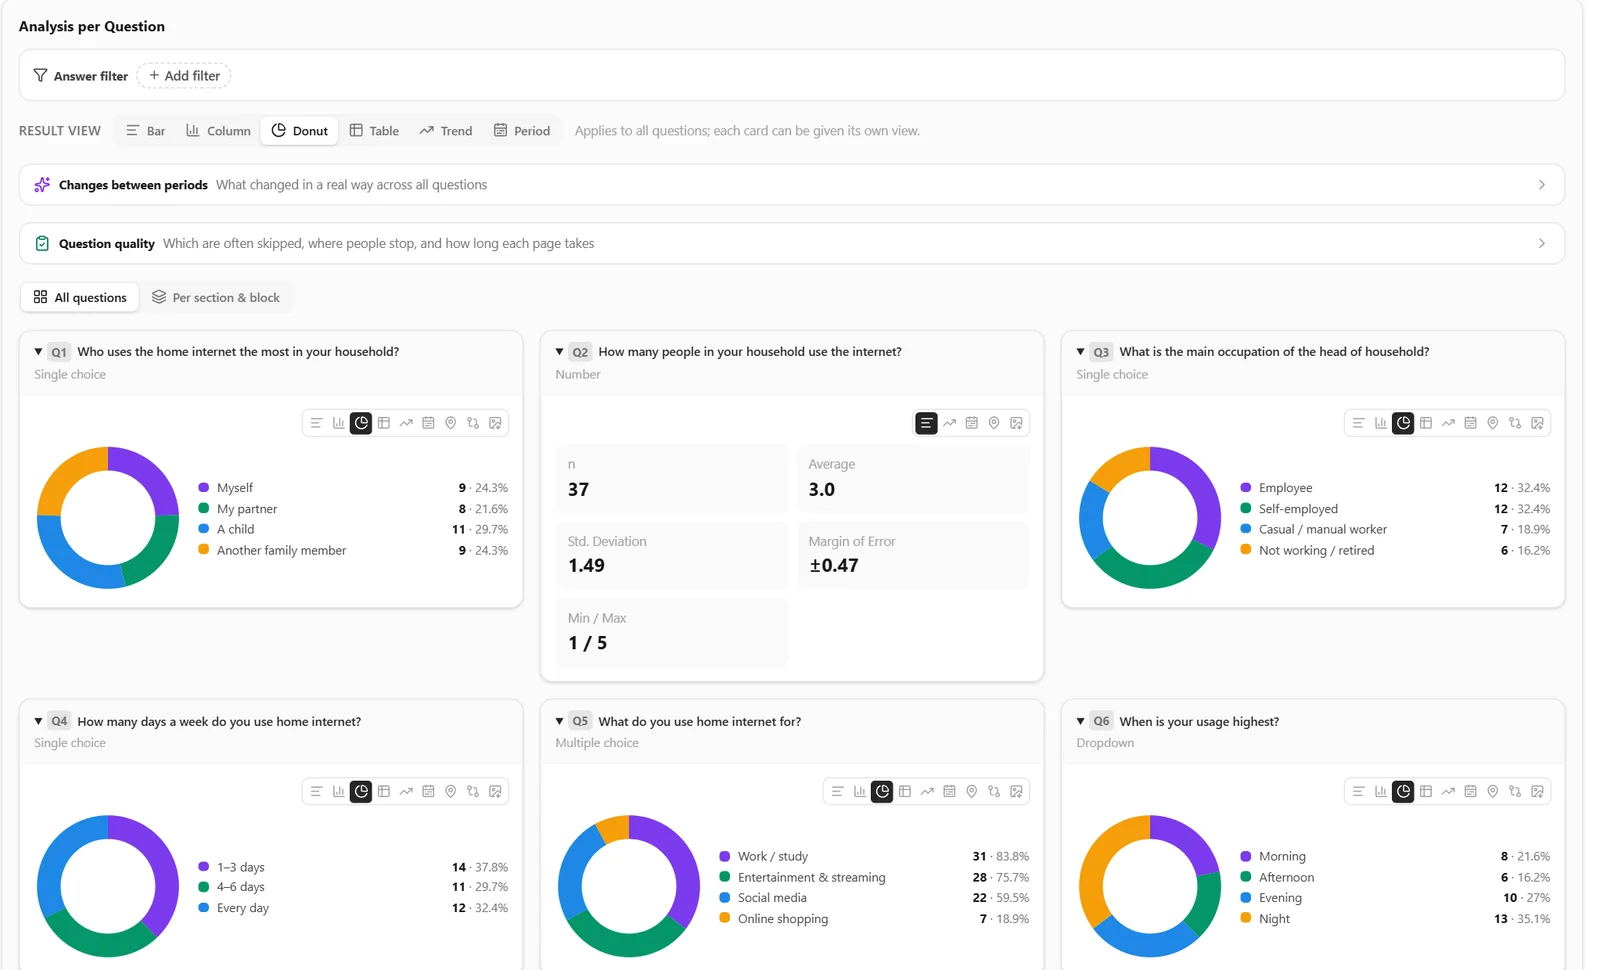 Analysis per Question
Answer filter + Add filter
RESULT VIEW Bar Column Donut Table Trend Period Applies to all questions; each card can be given its own view.
Changes between periods What changed in a real way across all questions
Question quality Which are often skipped, where people stop, and how long each page takes
All questions Per section & block
Q1 Who uses the home internet the most in your household?
Single choice
Myself 9 · 24.3%
My partner 8 · 21.6%
A child 11 · 29.7%
Another family member 9 · 24.3%
Q2 How many people in your household use the internet?
Number
n
37
Average
3.0
Std. Deviation
1.49
Margin of Error
±0.47
Min / Max
1 / 5
Q3 What is the main occupation of the head of household?
Single choice
Employee 12 · 32.4%
Self-employed 12 · 32.4%
Casual / manual worker 7 · 18.9%
Not working / retired 6 · 16.2%
Q4 How many days a week do you use home internet?
Single choice
1–3 days 14 · 37.8%
4–6 days 11 · 29.7%
Every day 12 · 32.4%
Q5 What do you use home internet for?
Multiple choice
Work / study 31 · 83.8%
Entertainment & streaming 28 · 75.7%
Social media 22 · 59.5%
Online shopping 7 · 18.9%
Q6 When is your usage highest?
Dropdown
Morning 8 · 21.6%
Afternoon 6 · 16.2%
Evening 10 · 27%
Night 13 · 35.1%